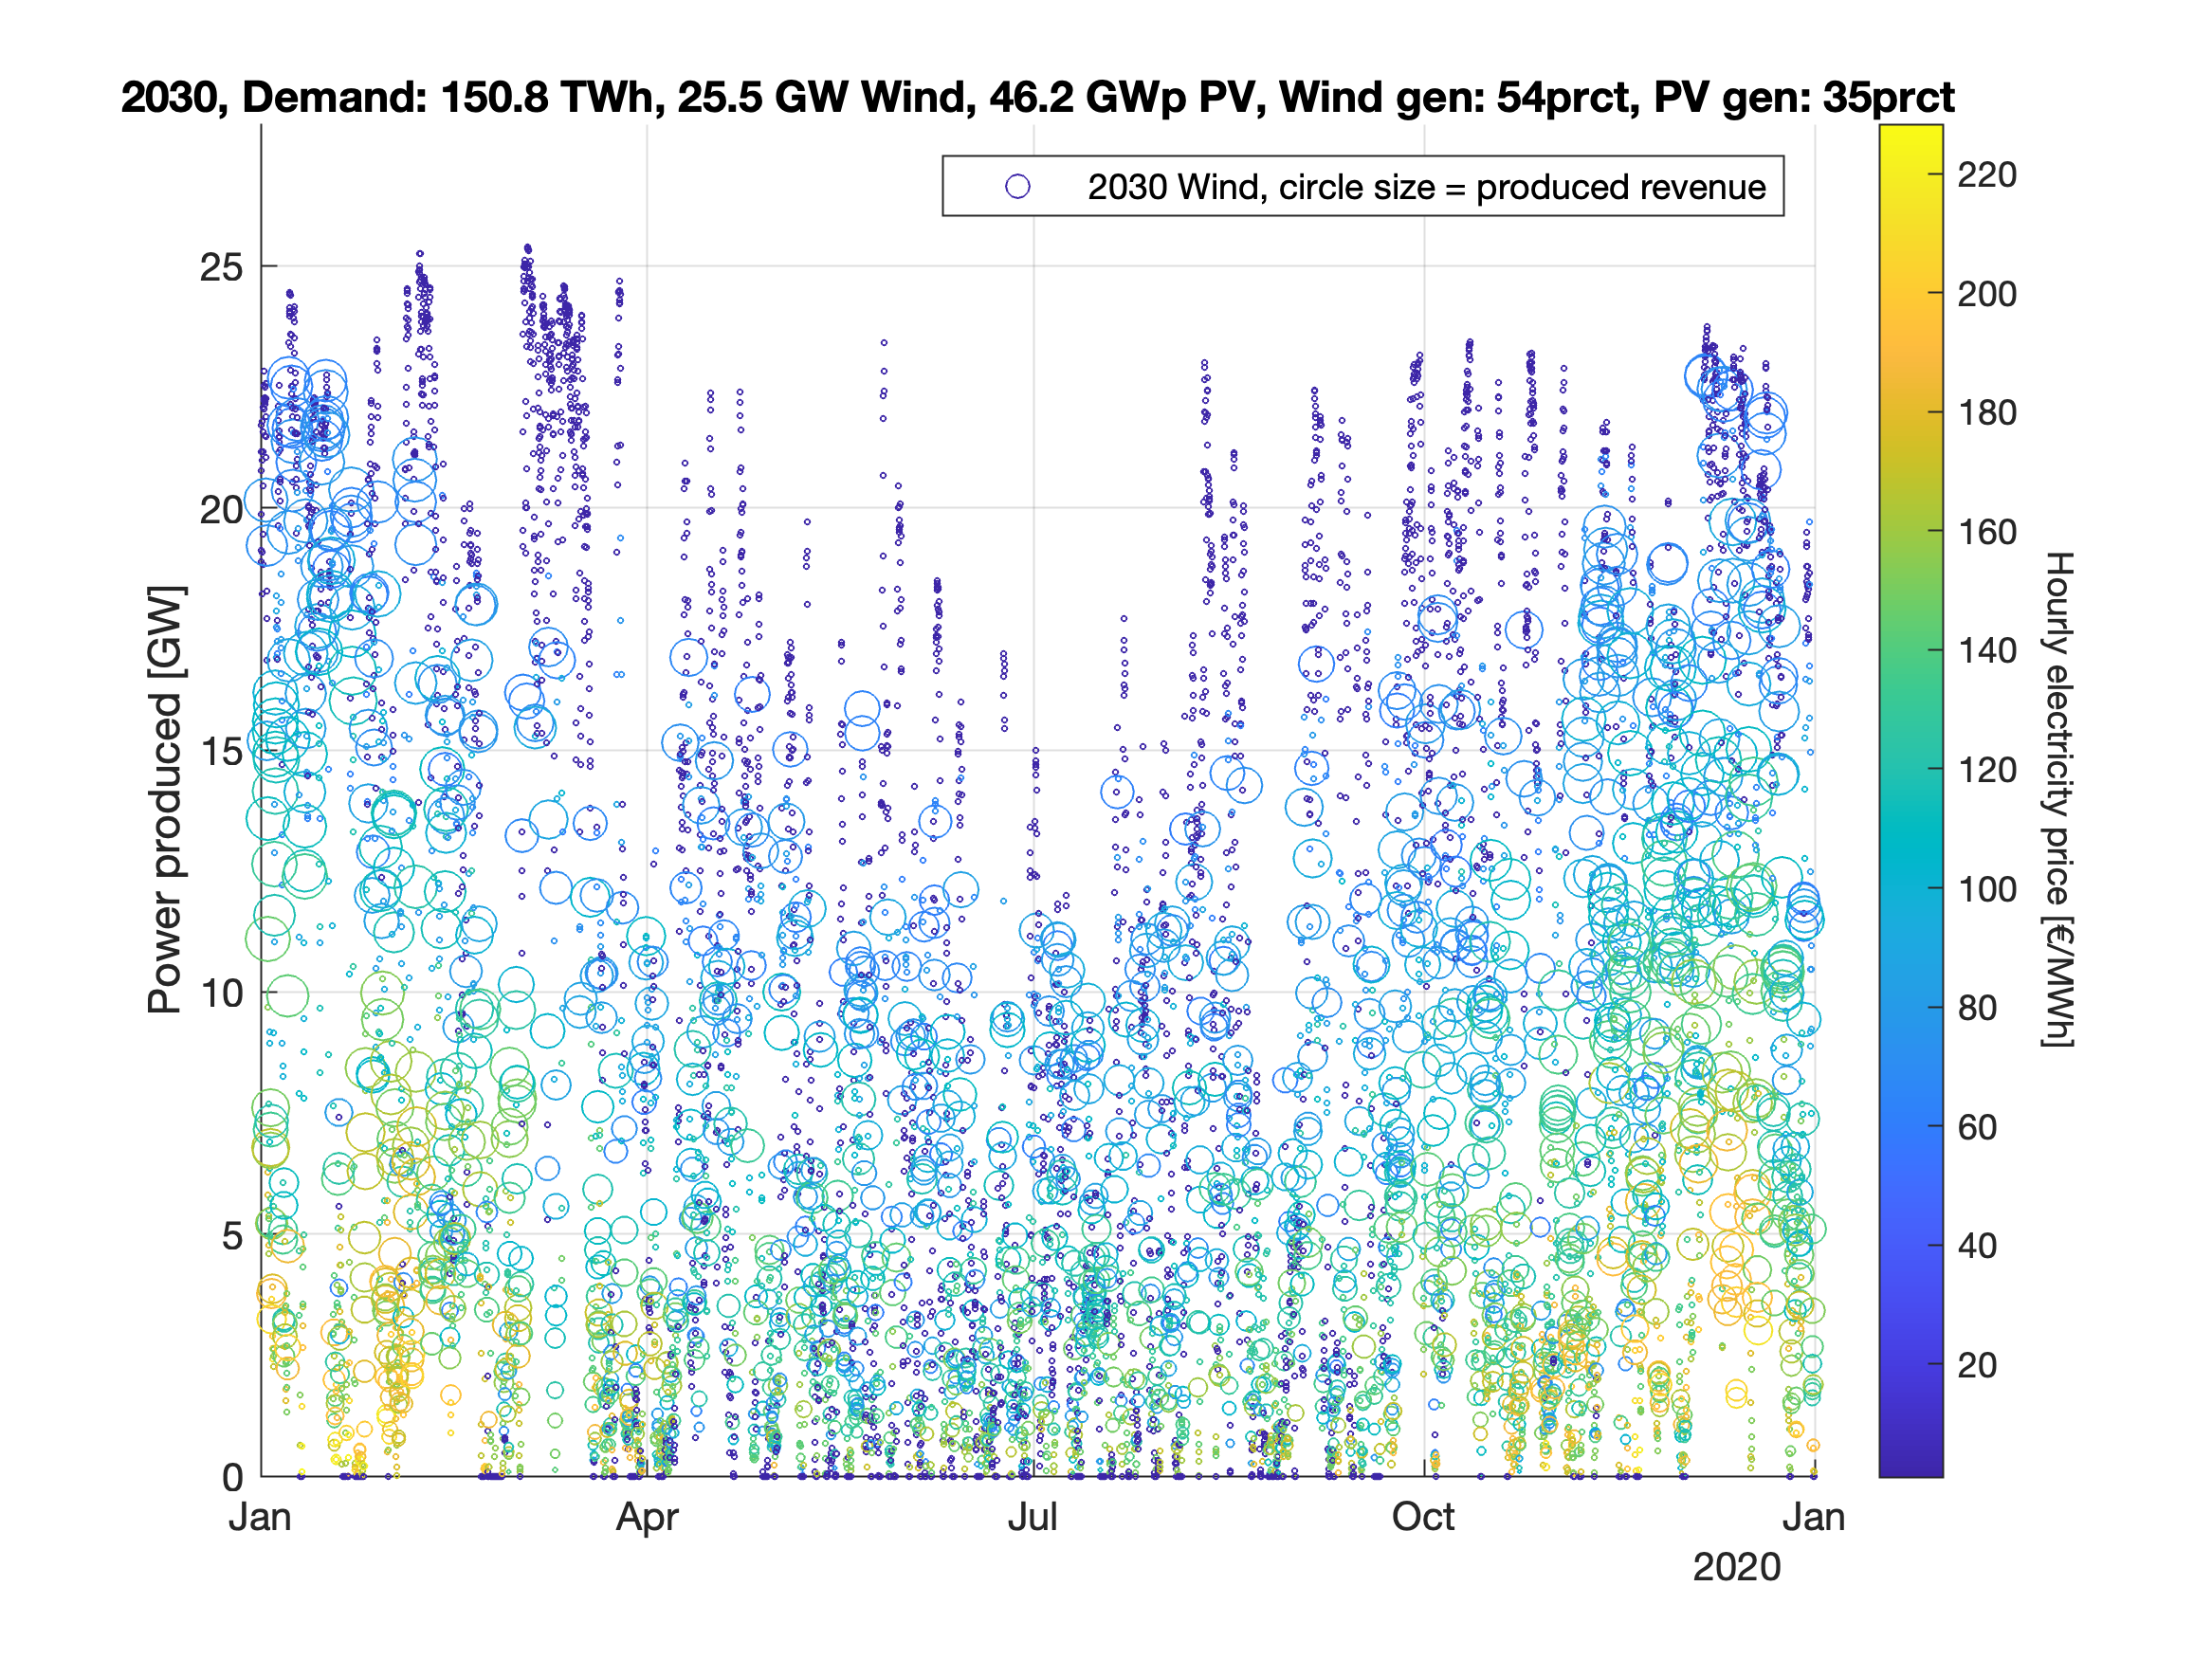 2030, Demand: 150.8 TWh, 25.5 GW Wind, 46.2 GWp PV, Wind gen: 54prct, PV gen: 35prct
2030 Wind, circle size = produced revenue
Power produced [GW]
25
20
15
10
5
0
Jan
Apr
Jul
Oct
Jan
2020
220
200
180
160
140
120
100
80
60
40
20
Hourly electricity price [€/MWh]